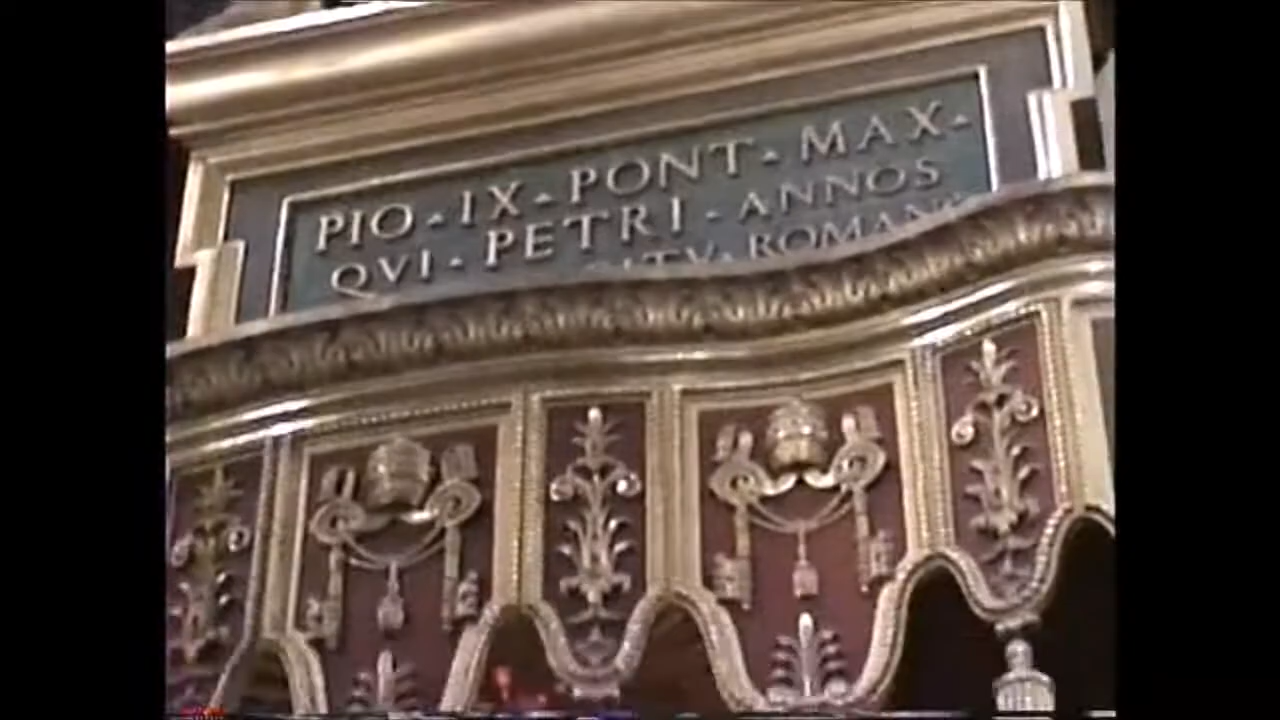 PIO · IX · PONT · MAX ·
QVI · PETRI · ANNOS